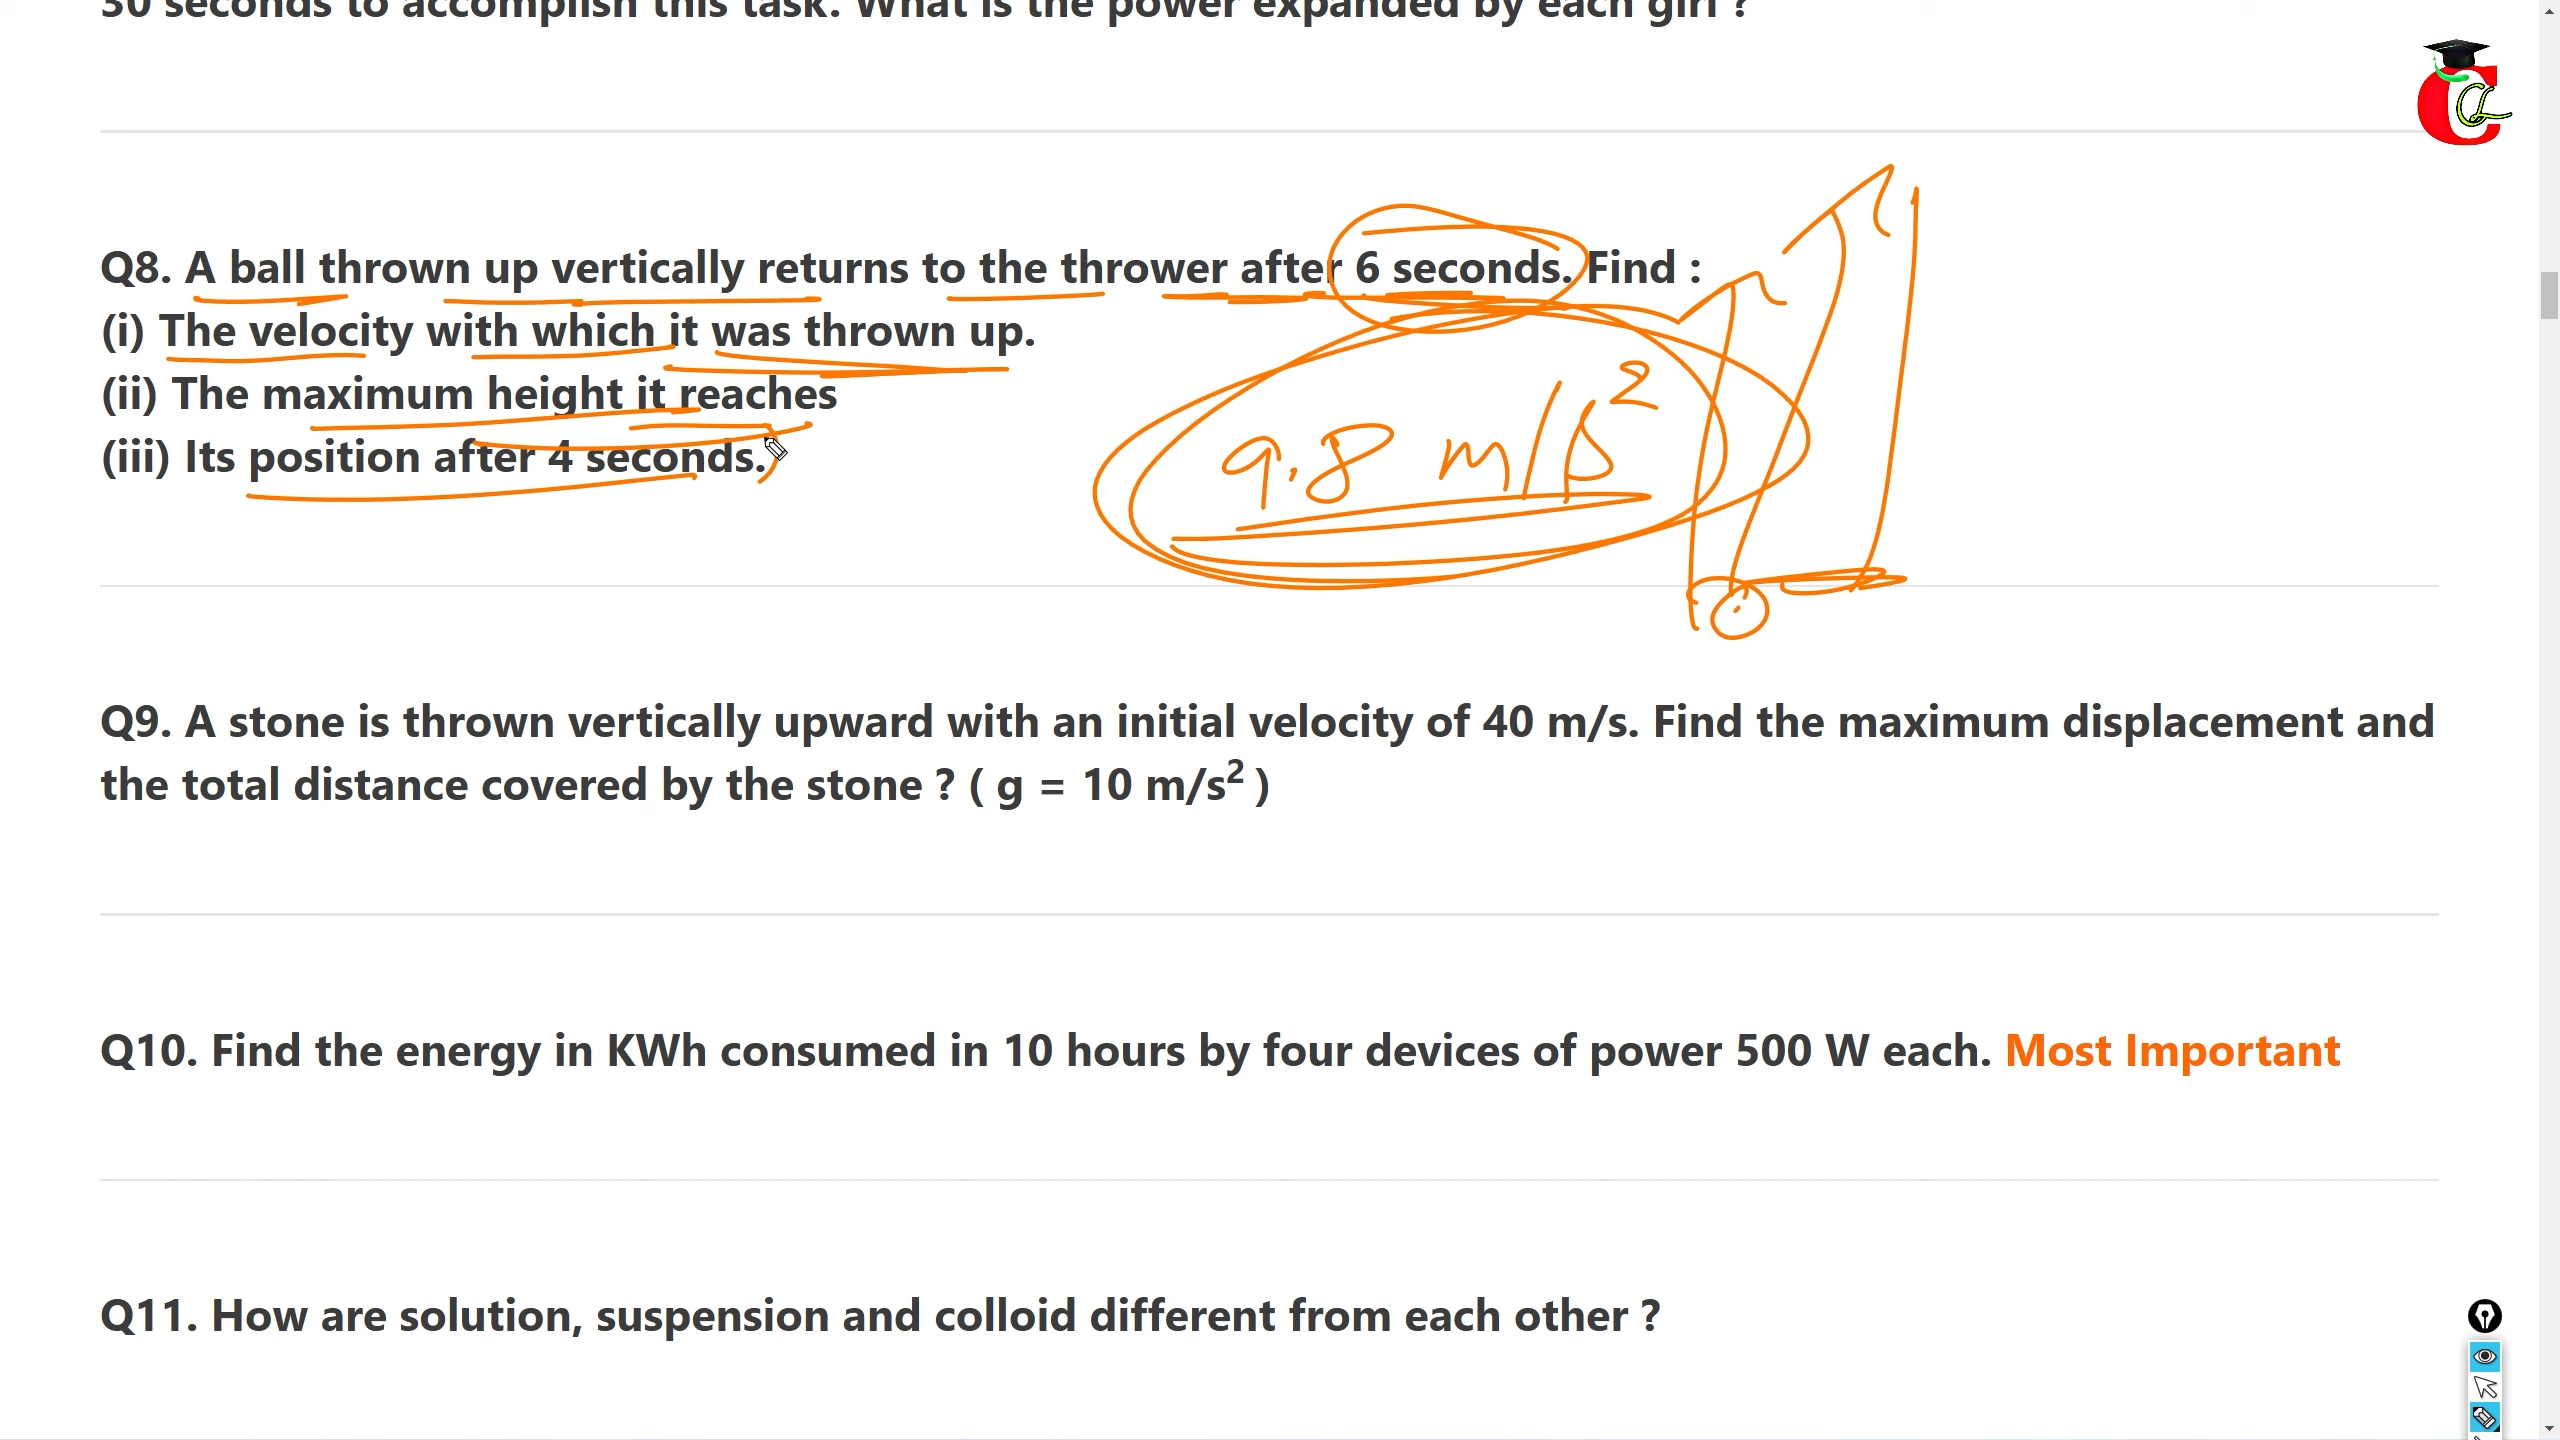 30 seconds to accomplish this task. What is the power expanded by each girl ?
Q8. A ball thrown up vertically returns to the thrower after 6 seconds. Find :
(i) The velocity with which it was thrown up.
(ii) The maximum height it reaches
(iii) Its position after 4 seconds.
9.8 m/s²
Q9. A stone is thrown vertically upward with an initial velocity of 40 m/s. Find the maximum displacement and
the total distance covered by the stone ? ( g = 10 m/s² )
Q10. Find the energy in KWh consumed in 10 hours by four devices of power 500 W each. Most Important
Q11. How are solution, suspension and colloid different from each other ?